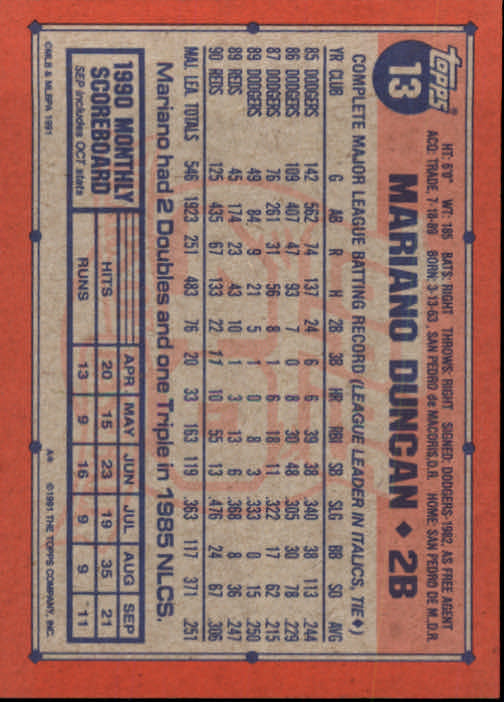 Topps
13
HT: 6'0" WT: 185 BATS: RIGHT THROWS: RIGHT SIGNED: DODGERS-1982, AS FREE AGENT
ACQ: TRADE, 7-18-89 BORN: 3-13-63, SAN PEDRO de MACORIS, D.R. HOME: SAN PEDRO DE M. D.R.
MARIANO DUNCAN ♦ 2B
COMPLETE MAJOR LEAGUE BATTING RECORD (LEAGUE LEADER IN ITALICS, TIE♦)
YR CLUB G AB R H 2B 3B HR RBI SB SLG BB SO AVG
85 DODGERS 142 562 74 137 24 6 6 39 38 .340 38 113 .244
86 DODGERS 109 407 47 93 7 0 8 30 48 .305 30 78 .229
87 DODGERS 76 261 31 56 8 1 6 18 11 .322 17 62 .215
89 DODGERS 49 84 9 21 5 1 0 8 3 .333 0 15 .250
89 REDS 45 174 23 43 10 1 3 13 6 .368 8 36 .247
90 REDS 125 435 67 133 22 11 10 55 13 .476 24 67 .306
MAJ. LEA. TOTALS 546 1923 251 483 76 20 33 163 119 .363 117 371 .251
Mariano had 2 Doubles and one Triple in 1985 NLCS.
1990 MONTHLY
SCOREBOARD
SEP includes OCT stats
APR MAY JUN JUL AUG SEP
HITS 20 15 23 19 35 21
RUNS 13 9 16 9 9 11
©MLB & MLBPA 1991
A* ©1991 THE TOPPS COMPANY, INC.